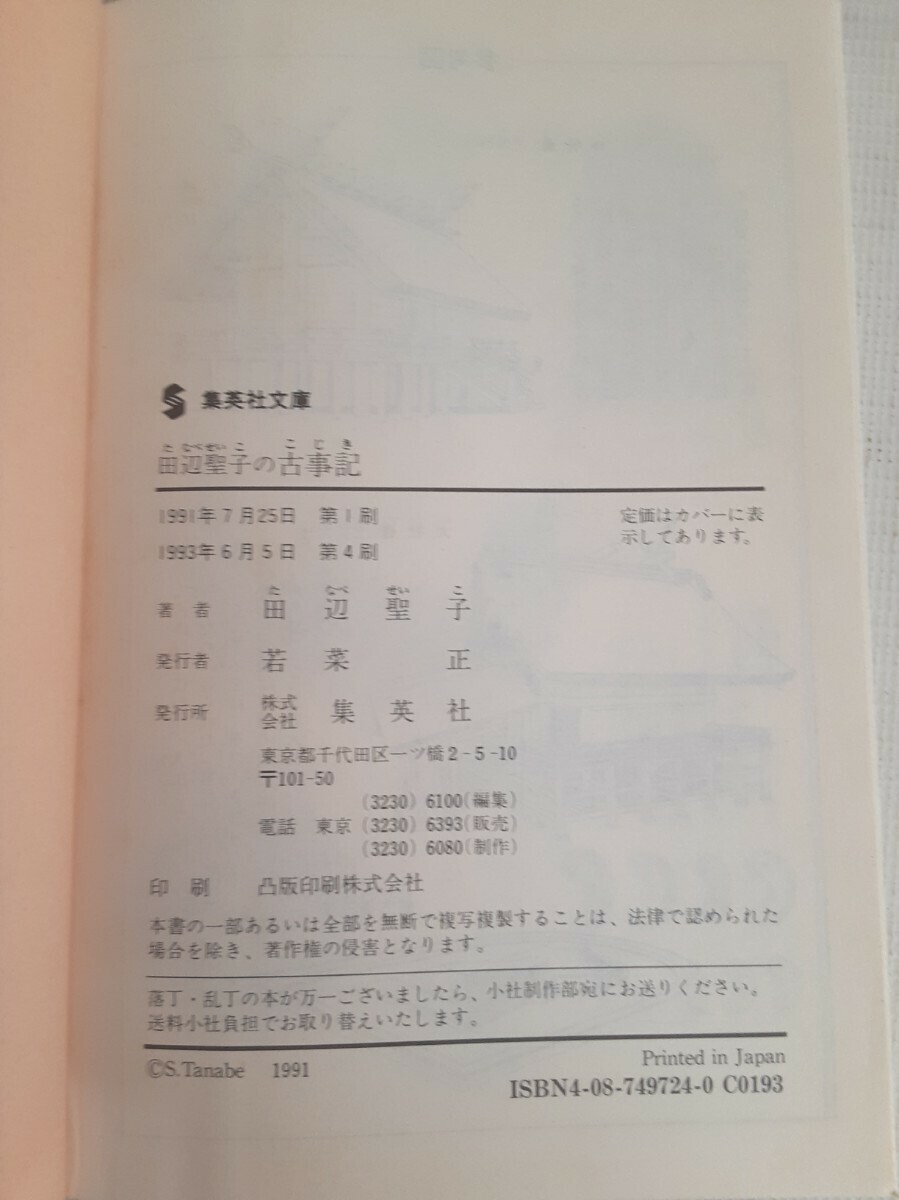 集英社文庫
田辺聖子の古事記
1991年7月25日 第1刷
1993年6月5日 第4刷
定価はカバーに表
示してあります。
著者 田辺聖子
発行者 若菜正
発行所 株式会社 集英社
東京都千代田区一ツ橋2-5-10
〒101-50
(3230) 6100(編集)
電話 東京 (3230) 6393(販売)
(3230) 6080(制作)
印刷 凸版印刷株式会社
本書の一部あるいは全部を無断で複写複製することは、法律で認められた
場合を除き、著作権の侵害となります。
落丁・乱丁の本が万一ございましたら、小社制作部宛にお送りください。
送料小社負担でお取り替えいたします。
©S.Tanabe 1991
Printed in Japan
ISBN4-08-749724-0 C0193